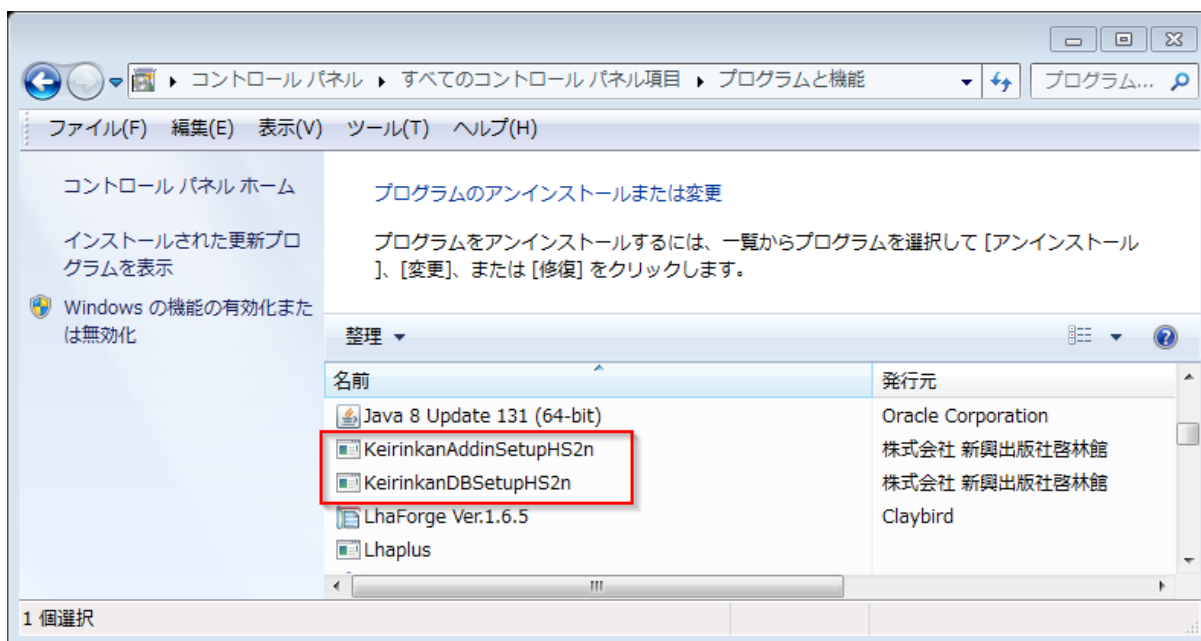 コントロール パネル ▸ すべてのコントロール パネル項目 ▸ プログラムと機能
プログラム...
ファイル(F) 編集(E) 表示(V) ツール(T) ヘルプ(H)
コントロール パネル ホーム
インストールされた更新プロ
グラムを表示
Windows の機能の有効化また
は無効化
プログラムのアンインストールまたは変更
プログラムをアンインストールするには、一覧からプログラムを選択して [アンインストール
]、[変更]、または [修復] をクリックします。
整理
名前 発行元
Java 8 Update 131 (64-bit) Oracle Corporation
KeirinkanAddinSetupHS2n 株式会社 新興出版社啓林館
KeirinkanDBSetupHS2n 株式会社 新興出版社啓林館
LhaForge Ver.1.6.5 Claybird
Lhaplus
1 個選択